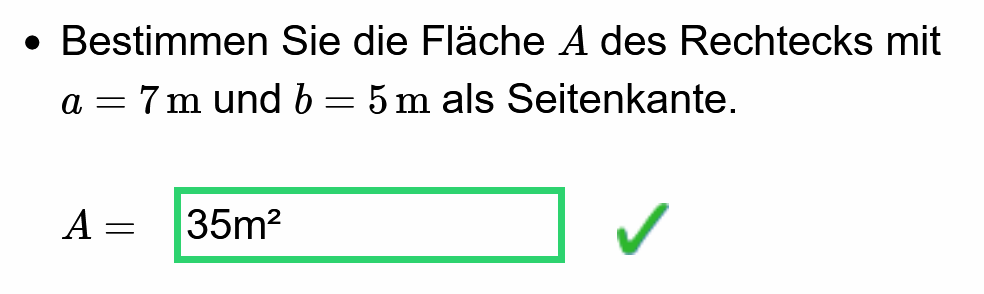 • Bestimmen Sie die Fläche A des Rechtecks mit
a = 7 m und b = 5 m als Seitenkante.
A = 35m²